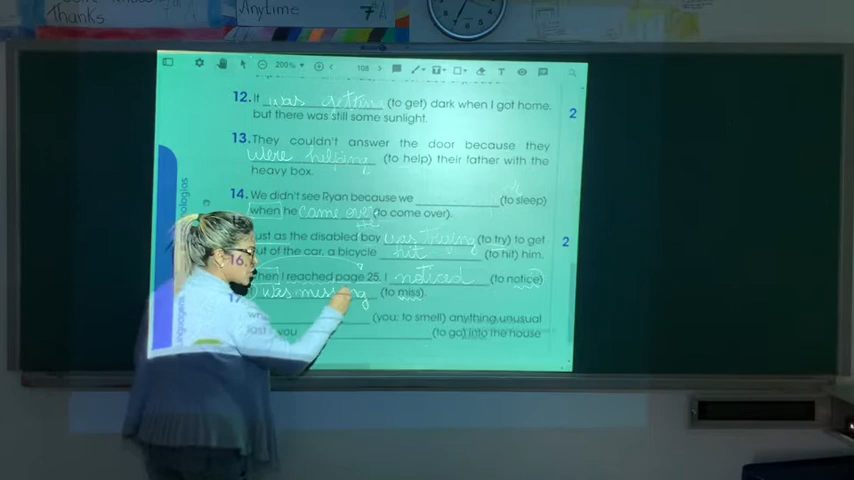 Thanks
Anytime
200%
108
12. It was getting (to get) dark when I got home,
but there was still some sunlight.
2
13. They couldn't answer the door because they
were helping (to help) their father with the
heavy box.
14. We didn't see Ryan because we (to sleep)
when he came over (to come over).
ust as the disabled boy was trying (to try) to get
2
ut of the car, a bicycle hit (to hit) him.
16. hen I reached page 25, I noticed (to notice)
was missing (to miss).
(you: to smell) anything unusual
last you (to go) into the house